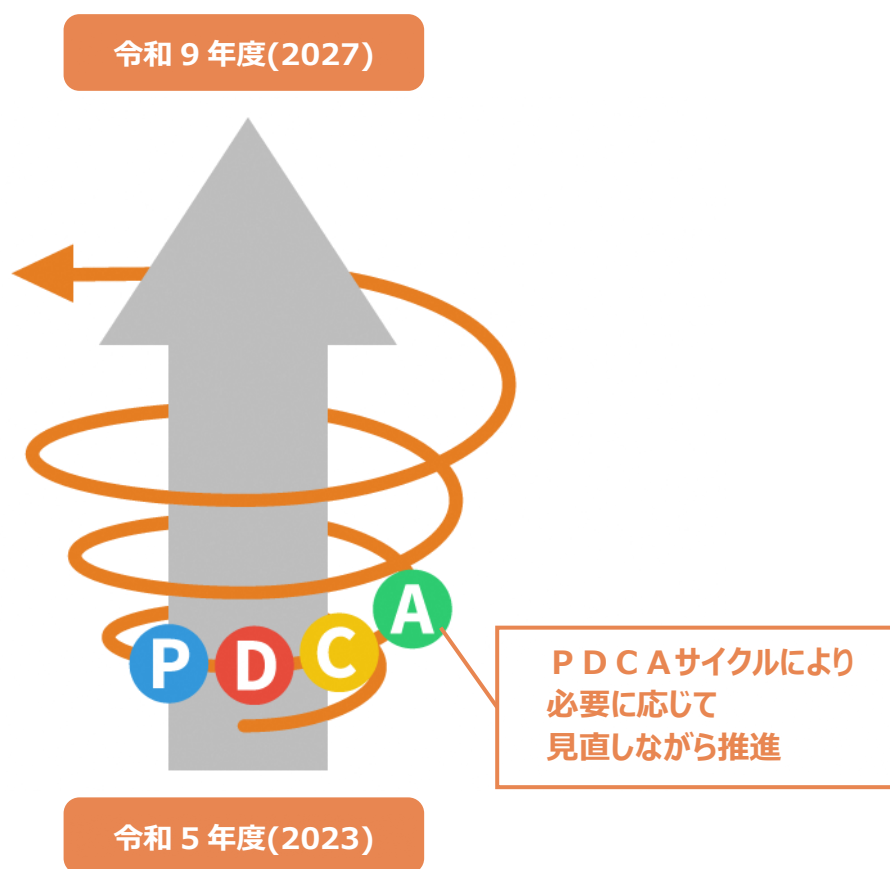 令和９年度(2027)
P D C A
ＰＤＣＡサイクルにより
必要に応じて
見直しながら推進
令和５年度(2023)